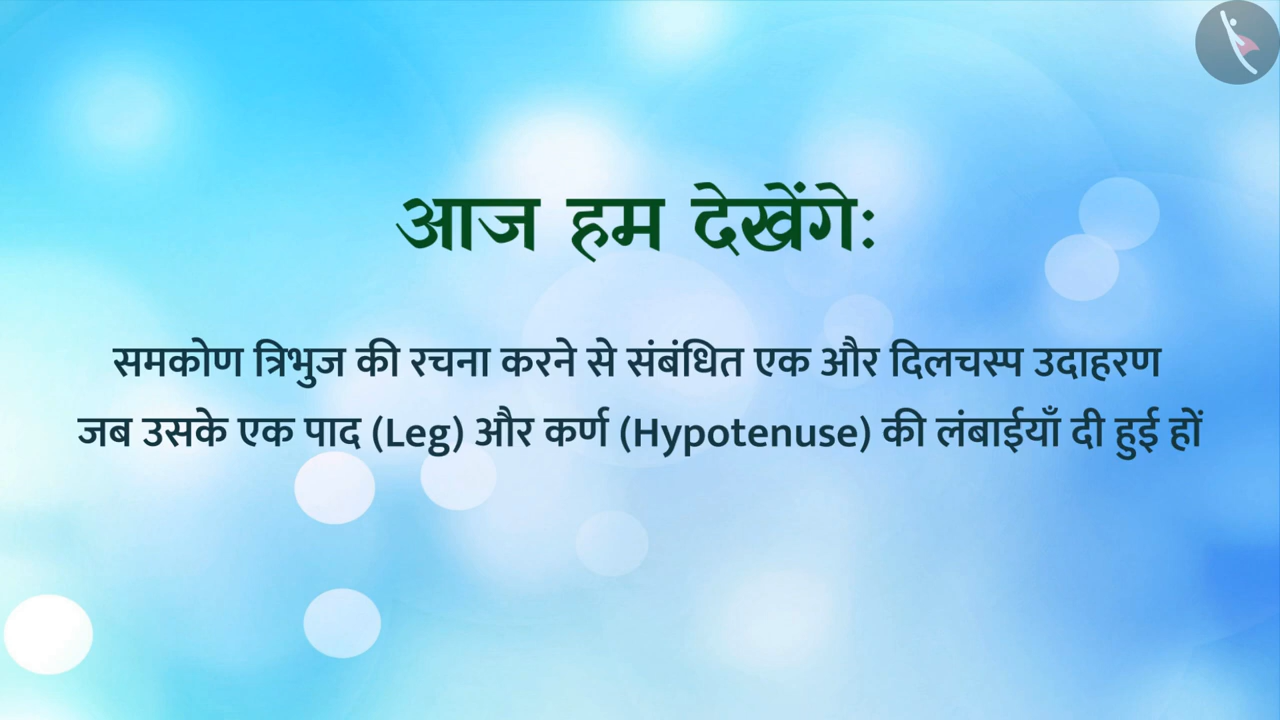 आज हम देखेंगे:
समकोण त्रिभुज की रचना करने से संबंधित एक और दिलचस्प उदाहरण
जब उसके एक पाद (Leg) और कर्ण (Hypotenuse) की लंबाईयाँ दी हुई हों